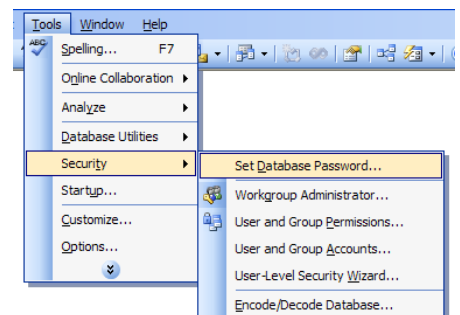 Tools Window Help
ABC
Spelling... F7
Online Collaboration
Analyze
Database Utilities
Security
Startup...
Customize...
Options...
Set Database Password...
Workgroup Administrator...
User and Group Permissions...
User and Group Accounts...
User-Level Security Wizard...
Encode/Decode Database...